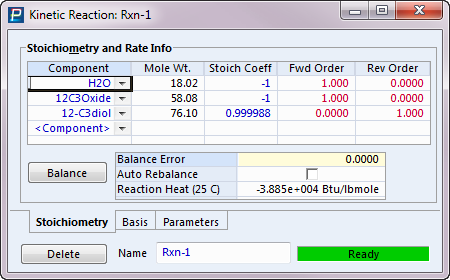 Kinetic Reaction: Rxn-1
Stoichiometry and Rate Info
Component Mole Wt. Stoich Coeff Fwd Order Rev Order
H2O 18.02 -1 1.000 0.0000
12C3Oxide 58.08 -1 1.000 0.0000
12-C3diol 76.10 0.999988 0.0000 1.000
<Component>
Balance
Balance Error 0.0000
Auto Rebalance
Reaction Heat (25 C) -3.885e+004 Btu/lbmole
Stoichiometry Basis Parameters
Delete Name Rxn-1 Ready